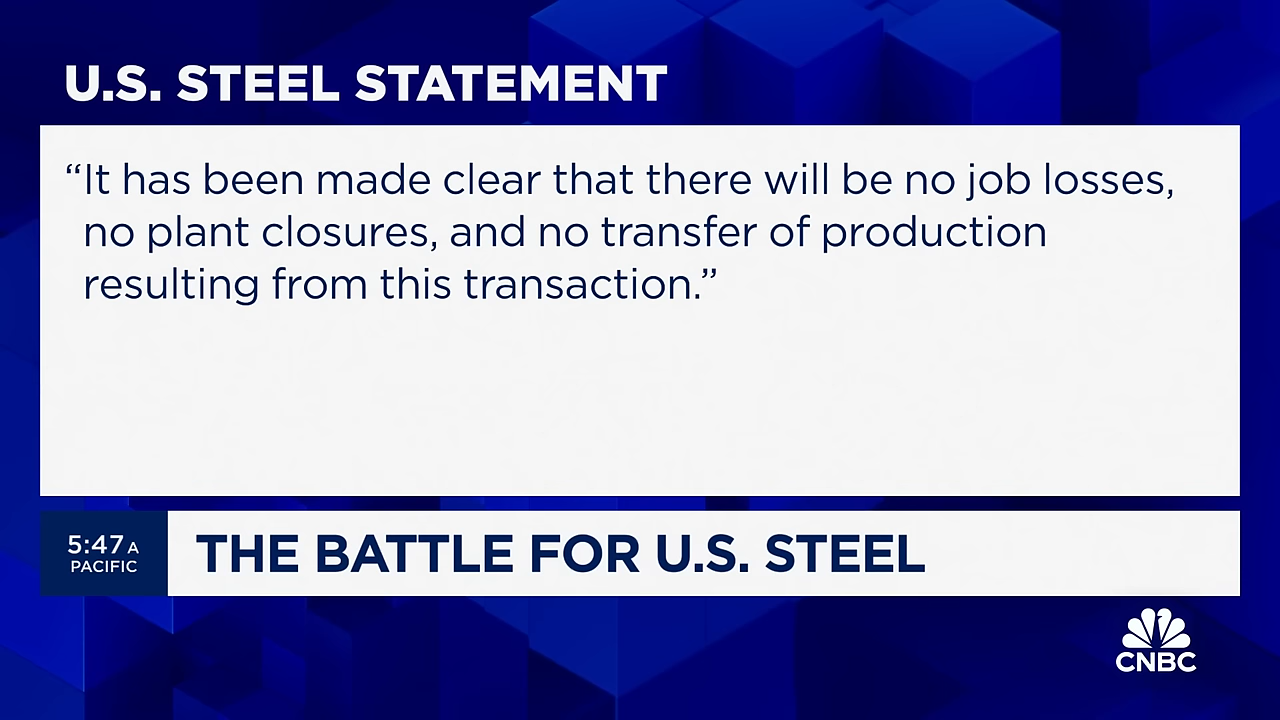 U.S. STEEL STATEMENT
“It has been made clear that there will be no job losses,
no plant closures, and no transfer of production
resulting from this transaction.”
5:47 A
PACIFIC
THE BATTLE FOR U.S. STEEL
CNBC